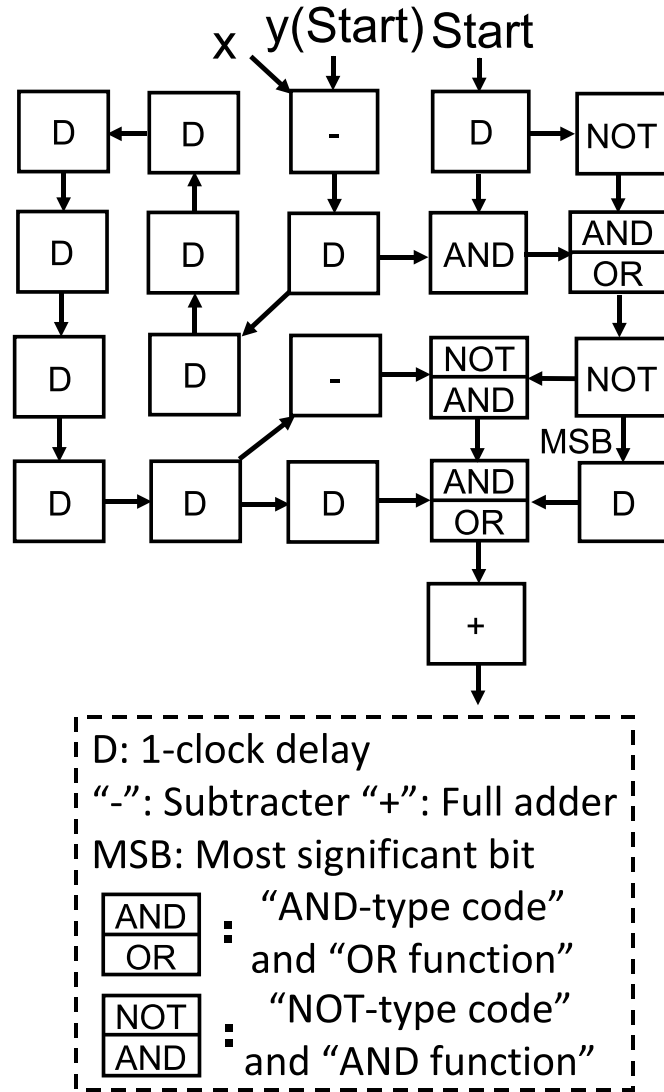 x y(Start) Start
D D - D NOT
D D D AND AND
OR
D D - NOT
AND NOT
MSB
D D D AND
OR D
+
D: 1-clock delay
“-”: Subtracter “+”: Full adder
MSB: Most significant bit
AND
OR : “AND-type code”
and “OR function”
NOT
AND : “NOT-type code”
and “AND function”